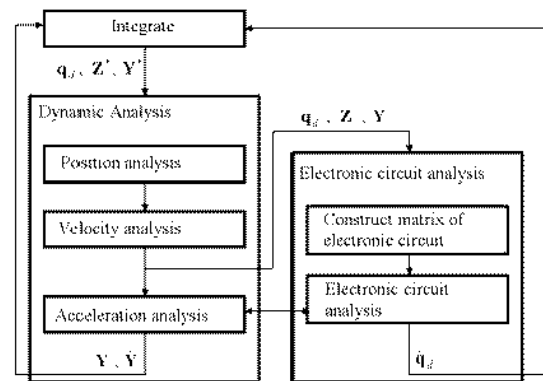 Integrate
q_d 、 Z* 、 Y*
Dynamic Analysis
Position analysis
Velocity analysis
Acceleration analysis
Y 、 Ẏ
q_d 、 Z 、 Y
Electronic circuit analysis
Construct matrix of
electronic circuit
Electronic circuit
analysis
q̇_d